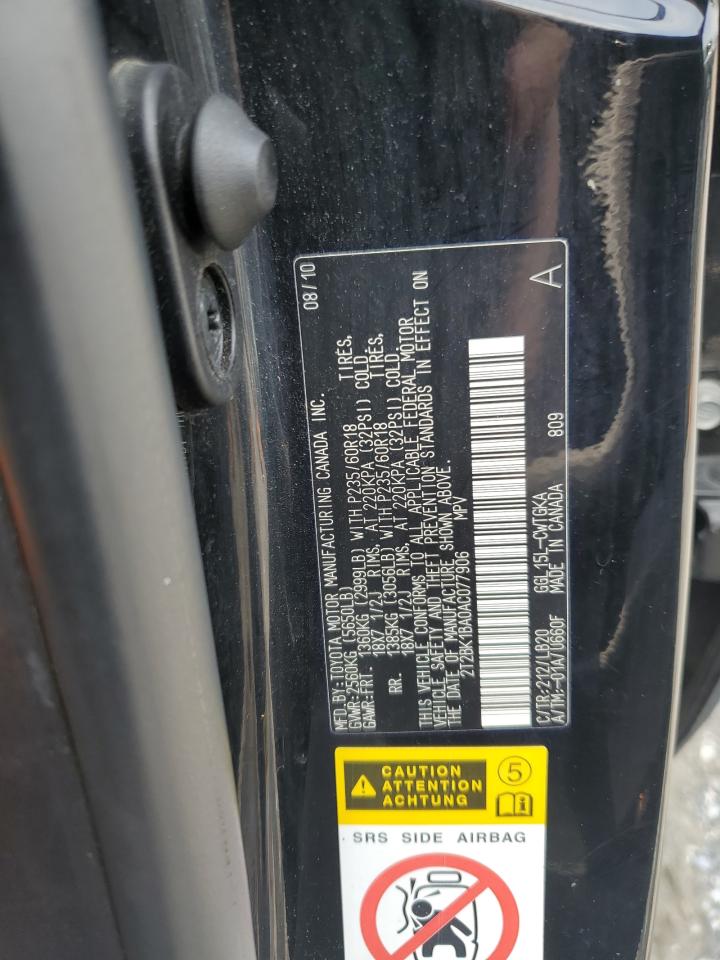 MFD.BY:TOYOTA MOTOR MANUFACTURING CANADA INC. 08/10
GVWR:2560KG (5650LB)
GAWR:FRT. 1360KG (2999LB) WITH P235/60R18 TIRES,
18X7 1/2J RIMS, AT 220KPA (32PSI) COLD.
RR. 1385KG (3056LB) WITH P235/60R18 TIRES,
18X7 1/2J RIMS, AT 220KPA (32PSI) COLD.
THIS VEHICLE CONFORMS TO ALL APPLICABLE FEDERAL MOTOR
VEHICLE SAFETY AND THEFT PREVENTION STANDARDS IN EFFECT ON
THE DATE OF MANUFACTURE SHOWN ABOVE.
2T2BK1BA0AC077906 MPV
C/TR:212/LB20 GGL15L-CWTGKA 809 A
A/TM:-01A/U660F MADE IN CANADA
CAUTION
ATTENTION
ACHTUNG
5
SRS SIDE AIRBAG